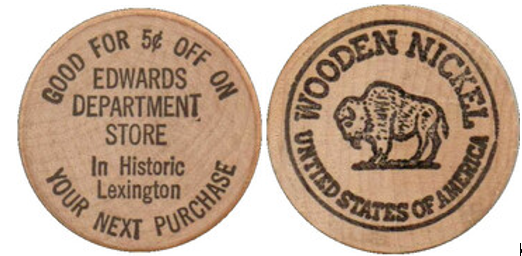 GOOD FOR 5¢ OFF ON
EDWARDS
DEPARTMENT
STORE
In Historic
Lexington
YOUR NEXT PURCHASE
WOODEN NICKEL
UNITED STATES OF AMERICA